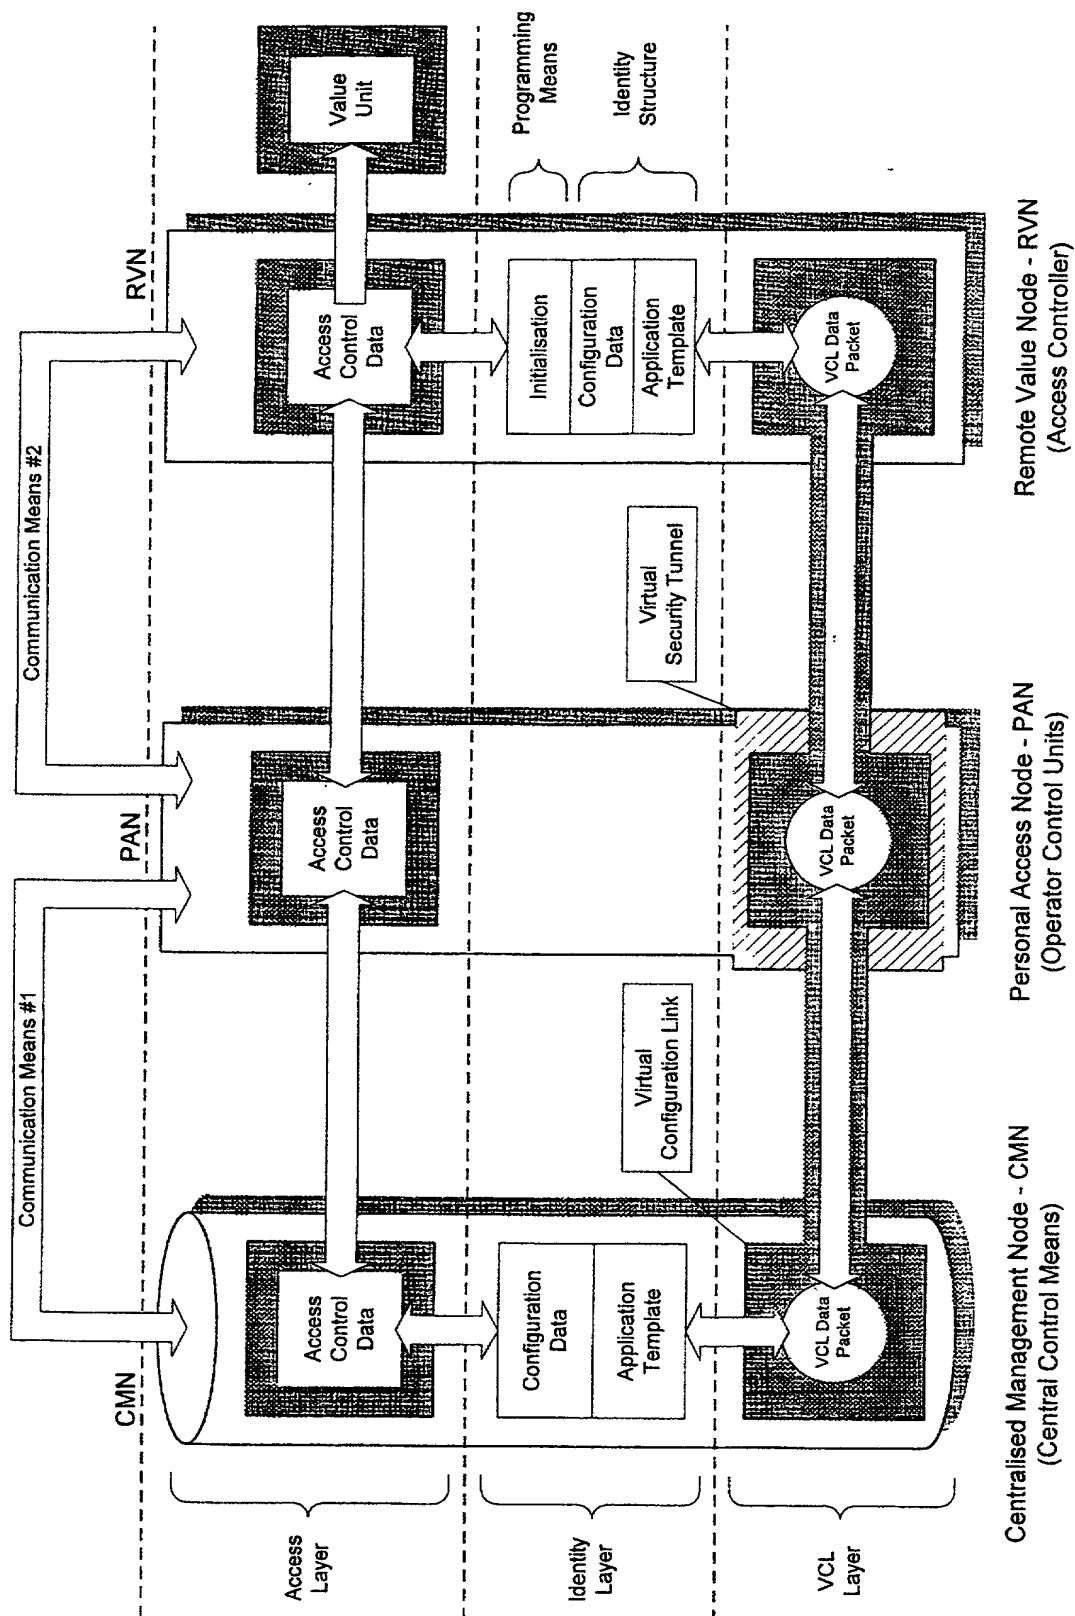 Communication Means #1
Communication Means #2
CMN
PAN
RVN
Access
Layer
Access
Control
Data
Access
Control
Data
Access
Control
Data
Value
Unit
Identity
Layer
Configuration
Data
Application
Template
Initialisation
Configuration
Data
Application
Template
Programming
Means
Identity
Structure
Virtual
Configuration Link
Virtual
Security Tunnel
VCL
Layer
VCL Data
Packet
VCL Data
Packet
VCL Data
Packet
Centralised Management Node - CMN
(Central Control Means)
Personal Access Node - PAN
(Operator Control Units)
Remote Value Node - RVN
(Access Controller)